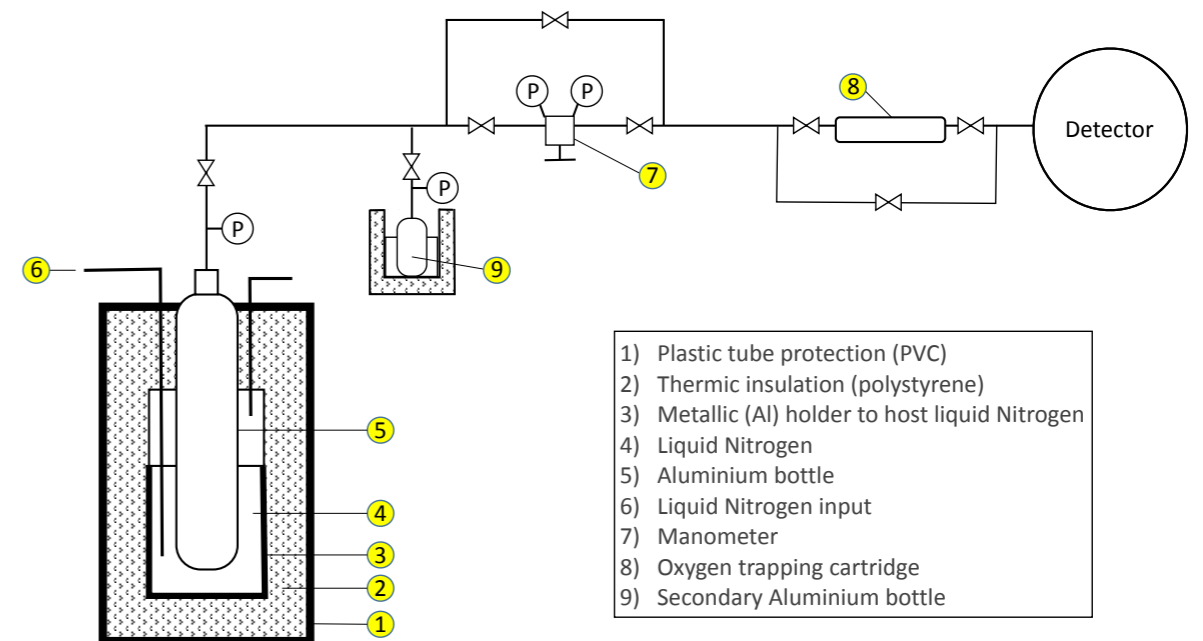 P
P
8
Detector
7
P
9
P
6
5
4
3
2
1
1) Plastic tube protection (PVC)
2) Thermic insulation (polystyrene)
3) Metallic (Al) holder to host liquid Nitrogen
4) Liquid Nitrogen
5) Aluminium bottle
6) Liquid Nitrogen input
7) Manometer
8) Oxygen trapping cartridge
9) Secondary Aluminium bottle